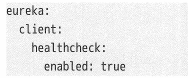 eureka:
  client:
    healthcheck:
      enabled: true